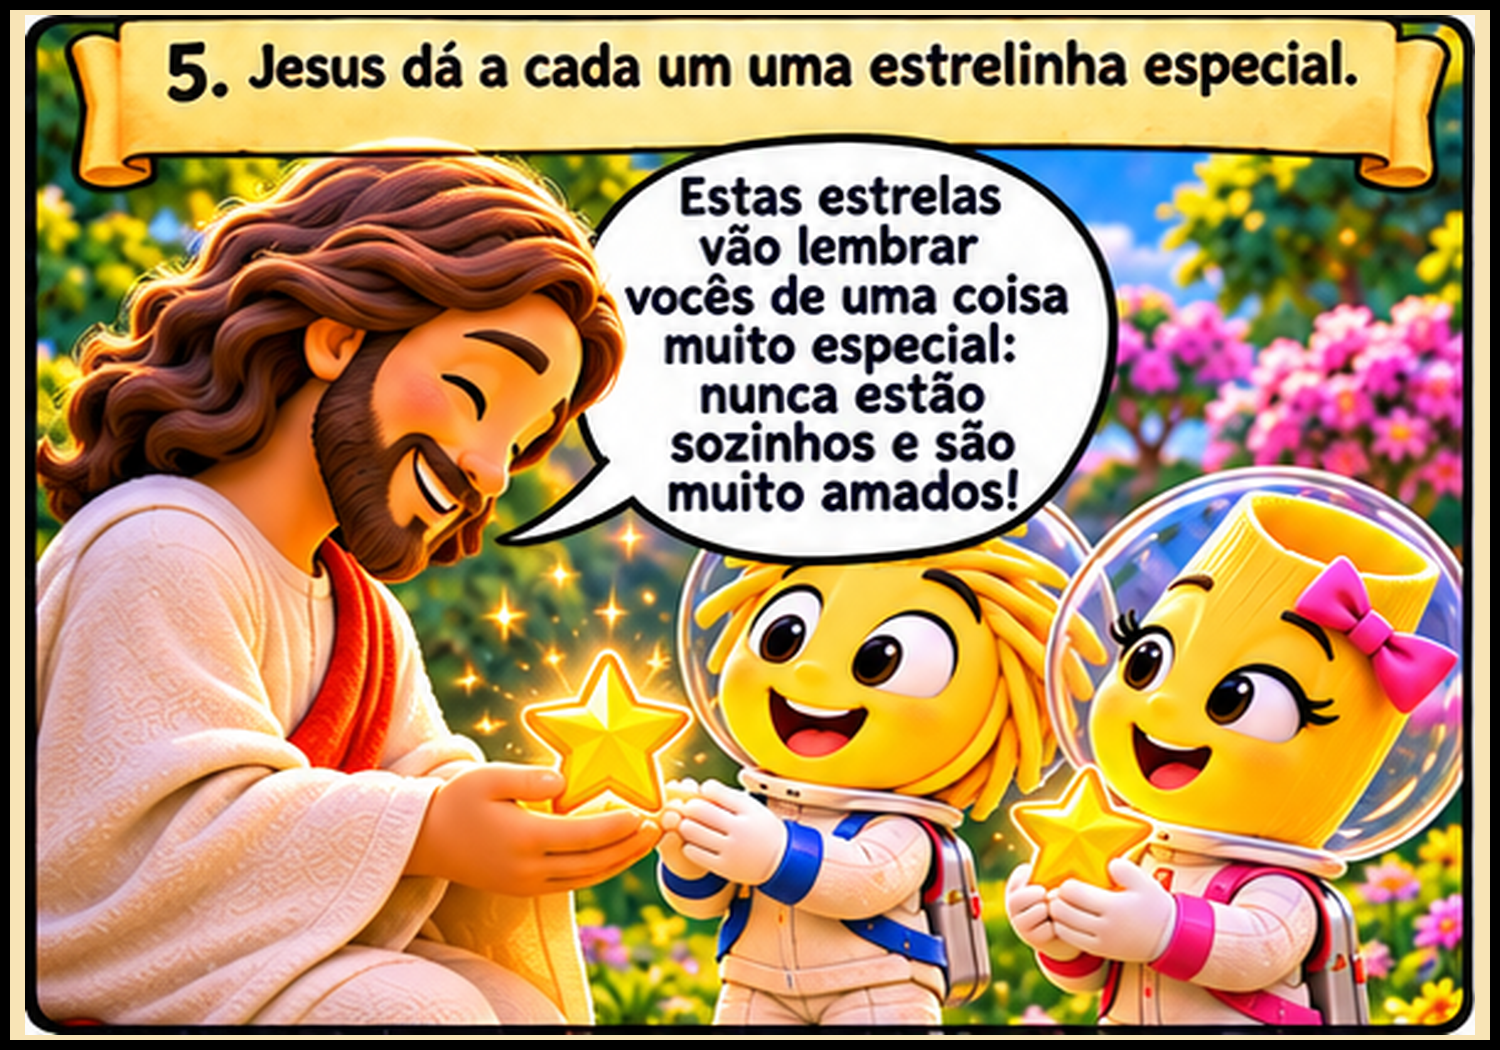 5. Jesus dá a cada um uma estrelinha especial.
Estas estrelas
vão lembrar
vocês de uma coisa
muito especial:
nunca estão
sozinhos e são
muito amados!